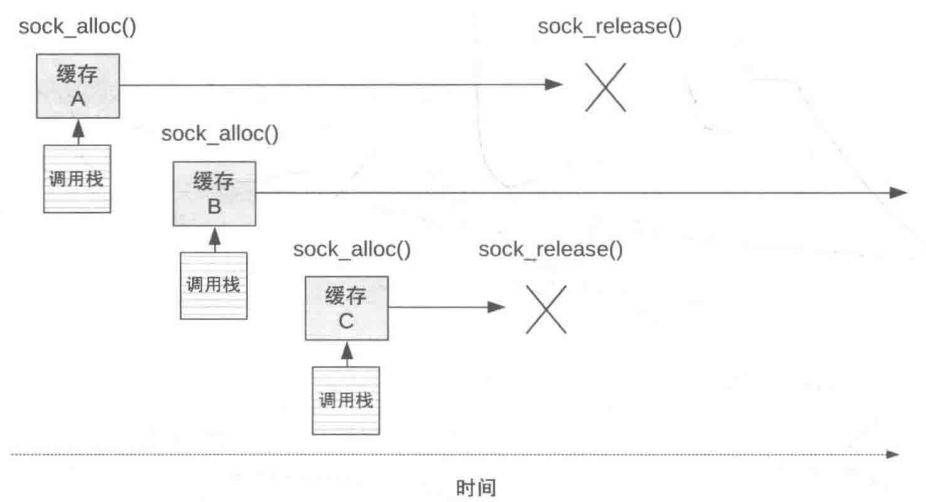 sock_alloc()
sock_release()
缓存
A
调用栈
sock_alloc()
缓存
B
调用栈
sock_alloc()
sock_release()
缓存
C
调用栈
时间